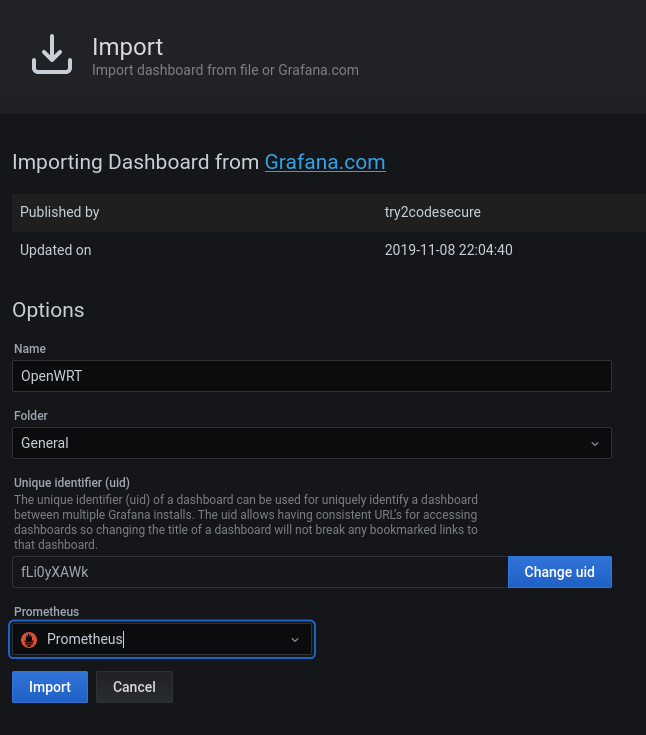 Import
Import dashboard from file or Grafana.com
Importing Dashboard from Grafana.com
Published by try2codesecure
Updated on 2019-11-08 22:04:40
Options
Name
OpenWRT
Folder
General
Unique identifier (uid)
The unique identifier (uid) of a dashboard can be used for uniquely identify a dashboard
between multiple Grafana installs. The uid allows having consistent URL's for accessing
dashboards so changing the title of a dashboard will not break any bookmarked links to
that dashboard.
fLi0yXAWk Change uid
Prometheus
Prometheus
Import Cancel